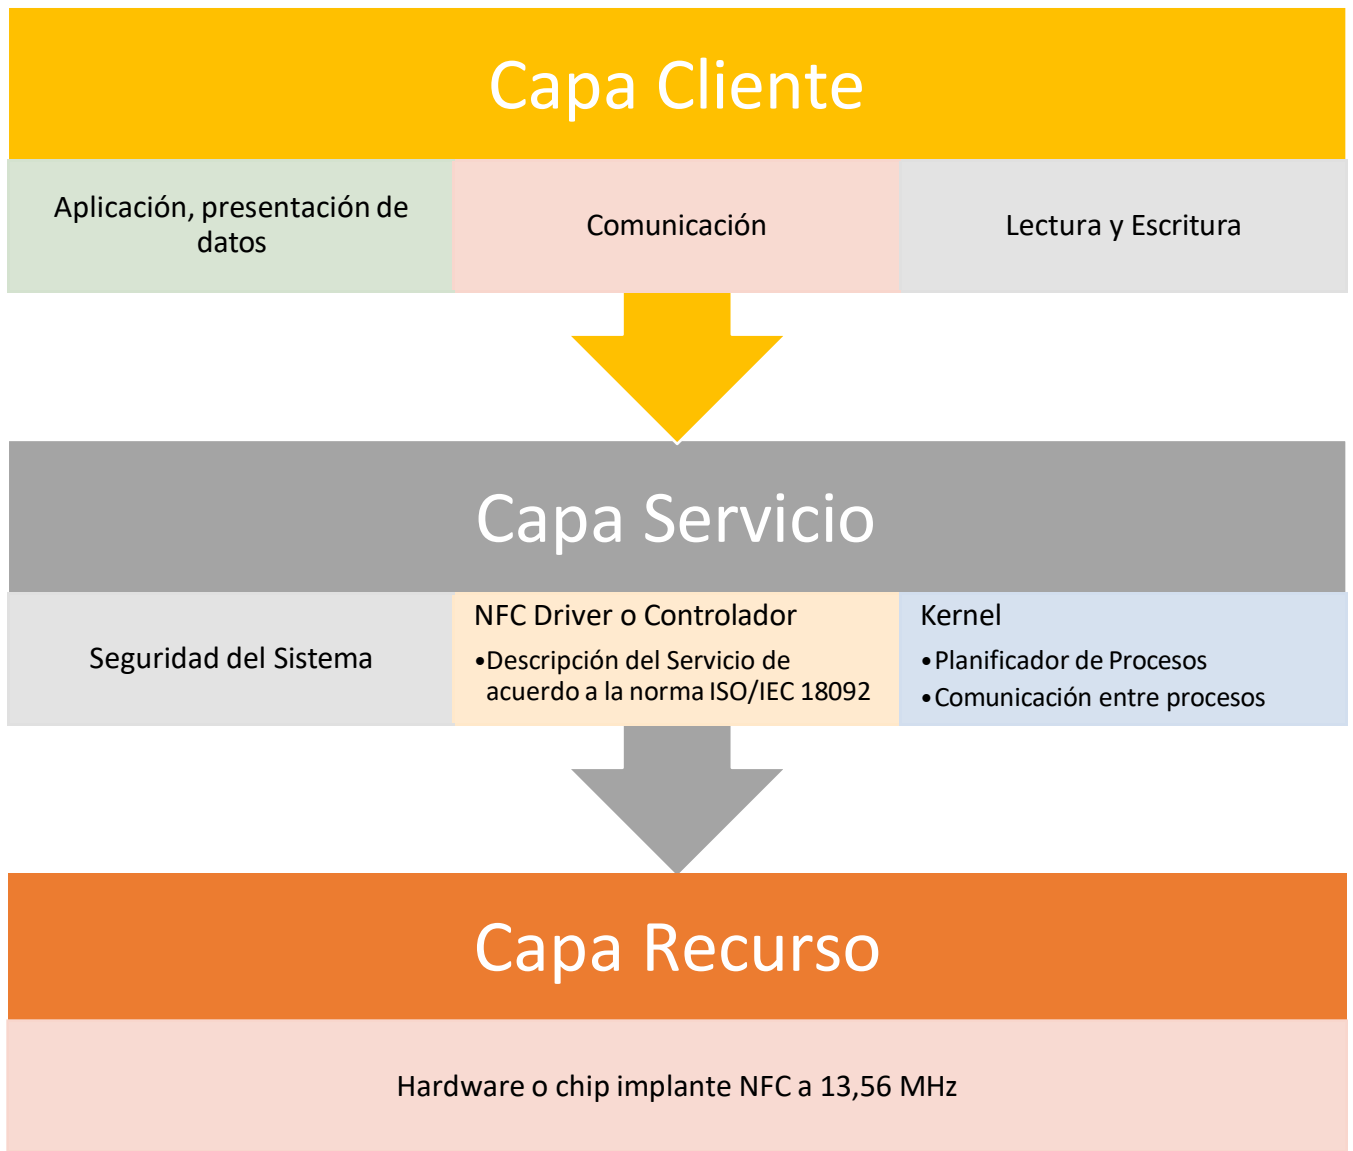 Capa Cliente
Aplicación, presentación de
datos
Comunicación
Lectura y Escritura
Capa Servicio
Seguridad del Sistema
NFC Driver o Controlador
•Descripción del Servicio de
acuerdo a la norma ISO/IEC 18092
Kernel
•Planificador de Procesos
•Comunicación entre procesos
Capa Recurso
Hardware o chip implante NFC a 13,56 MHz